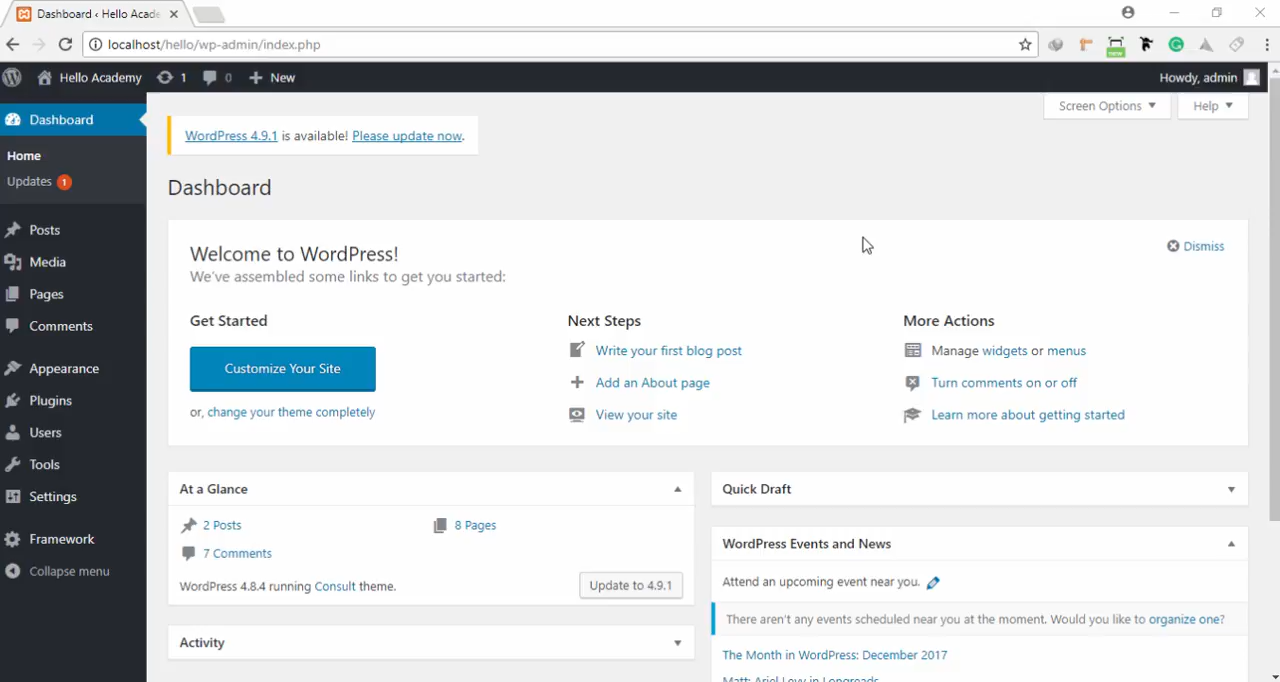 Dashboard ‹ Hello Acade
localhost/hello/wp-admin/index.php
Hello Academy 1 0 New Howdy, admin
Screen Options Help
Dashboard
Home
Updates 1
Posts
Media
Pages
Comments
Appearance
Plugins
Users
Tools
Settings
Framework
Collapse menu
WordPress 4.9.1 is available! Please update now.
Dashboard
Welcome to WordPress!
We've assembled some links to get you started:
Dismiss
Get Started
Customize Your Site
or, change your theme completely
Next Steps
Write your first blog post
Add an About page
View your site
More Actions
Manage widgets or menus
Turn comments on or off
Learn more about getting started
At a Glance
2 Posts 8 Pages
7 Comments
WordPress 4.8.4 running Consult theme. Update to 4.9.1
Activity
Quick Draft
WordPress Events and News
Attend an upcoming event near you.
There aren't any events scheduled near you at the moment. Would you like to organize one?
The Month in WordPress: December 2017
Matt: Ariel Levy in Longreads